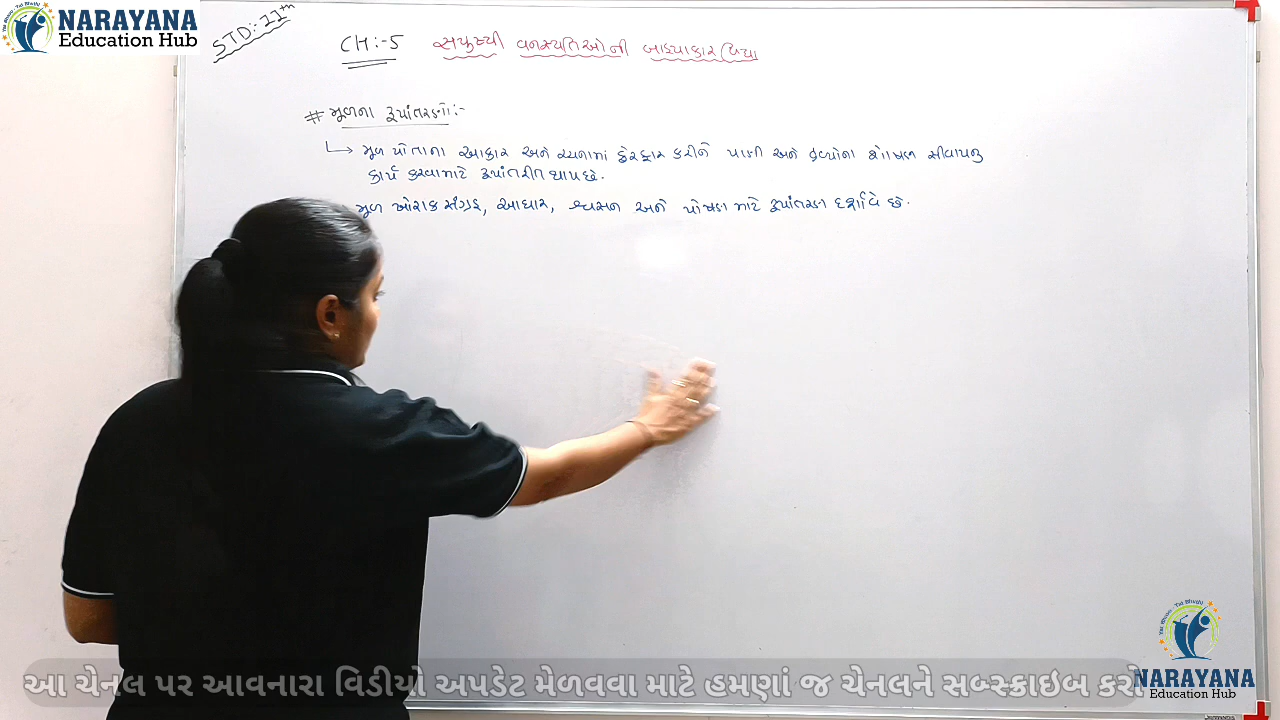 NARAYANA
Education Hub
STD:-11th
CH:-5 સપુષ્પી વનસ્પતિઓની બાહ્યાકાર વિદ્યા
# મૂળના રૂપાંતરણો:-
મૂળ પોતાના આકાર અને રચનામાં ફેરફાર કરીને પાણી અને દ્રવ્યોના શોષણ સીવાયનુ
કાર્ય કરવા માટે રૂપાંતરીત થાય છે.
મૂળ ખોરાક સંગ્રહ, આધાર, શ્વસન અને પોષણ માટે રૂપાંતરણ દર્શાવે છે.
આ ચેનલ પર આવનારા વિડીયો અપડેટ મેળવવા માટે હમણાં જ ચેનલને સબ્સ્ક્રાઇબ કરો
NARAYANA
Education Hub